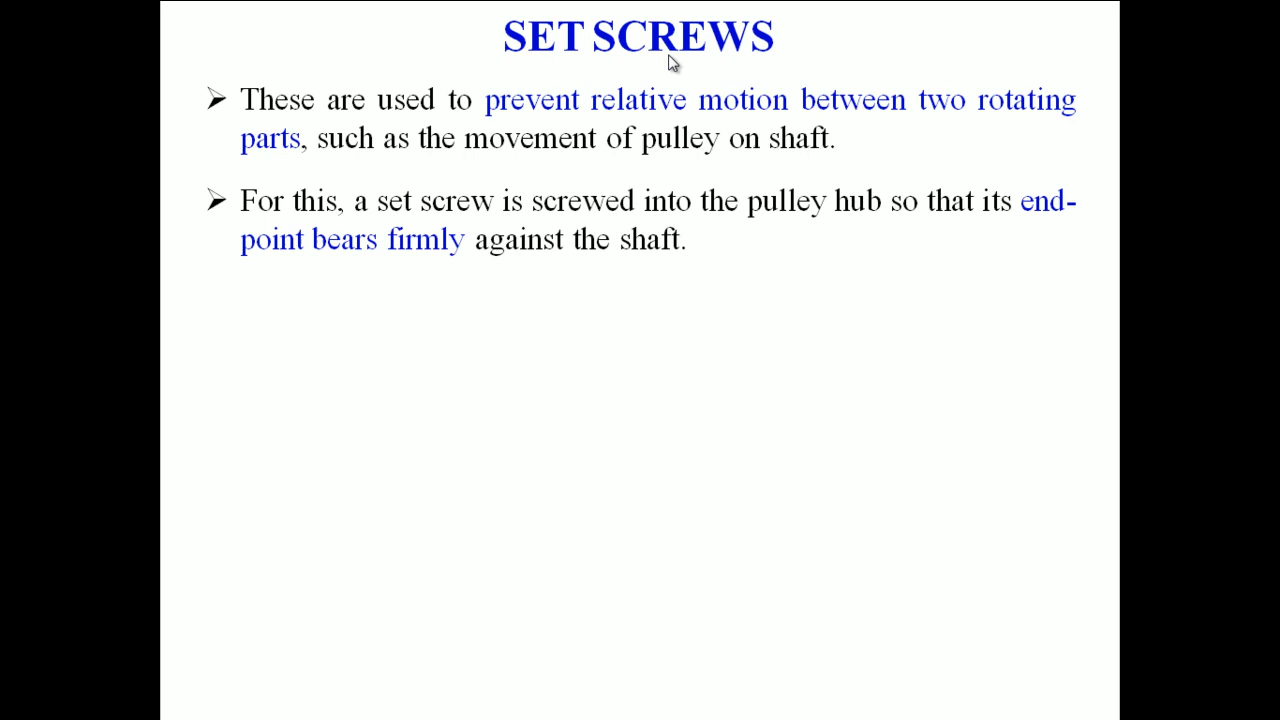 SET SCREWS
➢ These are used to prevent relative motion between two rotating
parts, such as the movement of pulley on shaft.
➢ For this, a set screw is screwed into the pulley hub so that its end-
point bears firmly against the shaft.